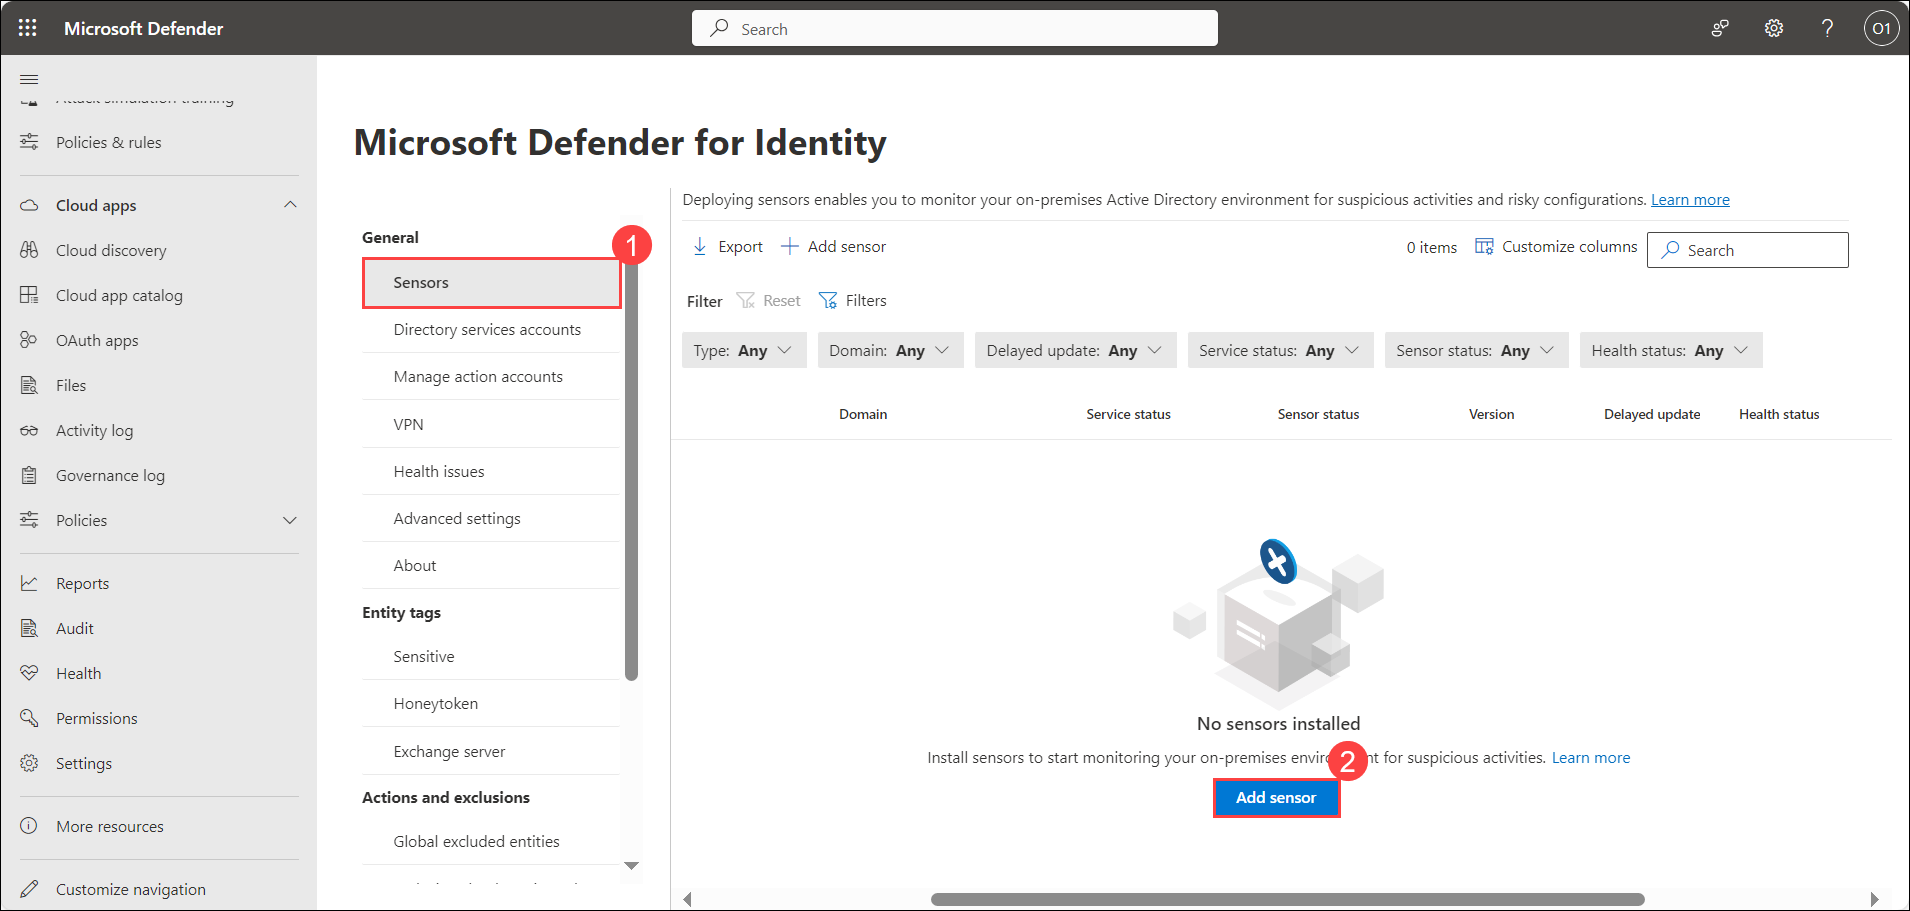 Microsoft Defender
Search
O1
Attack simulation training
Policies & rules
Cloud apps
Cloud discovery
Cloud app catalog
OAuth apps
Files
Activity log
Governance log
Policies
Reports
Audit
Health
Permissions
Settings
More resources
Customize navigation
Microsoft Defender for Identity
General
1
Sensors
Directory services accounts
Manage action accounts
VPN
Health issues
Advanced settings
About
Entity tags
Sensitive
Honeytoken
Exchange server
Actions and exclusions
Global excluded entities
Deploying sensors enables you to monitor your on-premises Active Directory environment for suspicious activities and risky configurations. Learn more
Export Add sensor 0 items Customize columns Search
Filter Reset Filters
Type: Any Domain: Any Delayed update: Any Service status: Any Sensor status: Any Health status: Any
Domain Service status Sensor status Version Delayed update Health status
No sensors installed
Install sensors to start monitoring your on-premises enviro nt for suspicious activities. Learn more
2
Add sensor